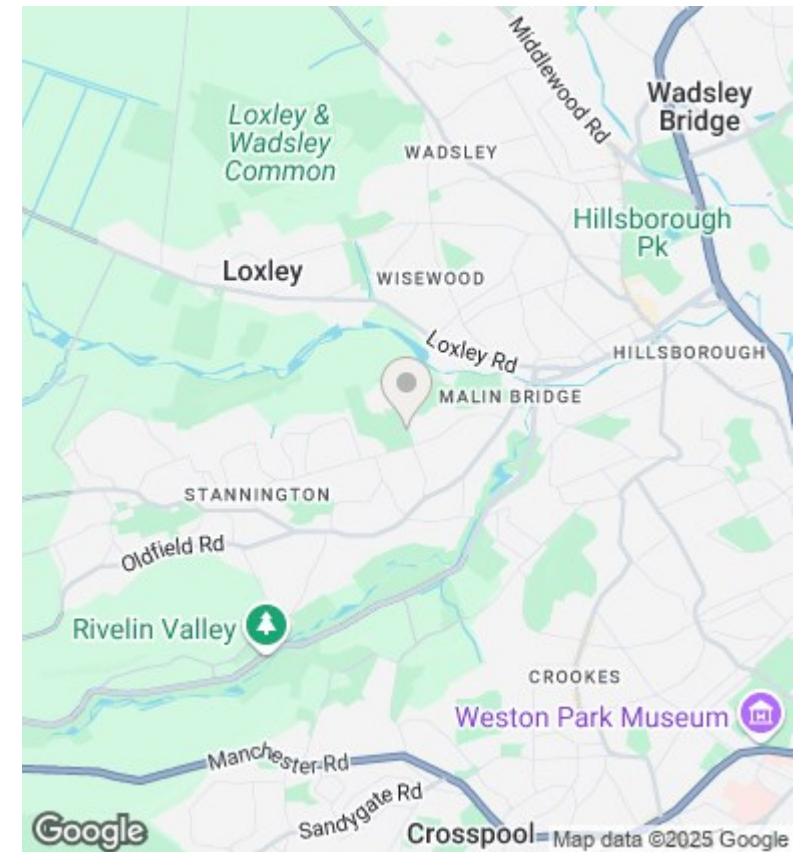 Middlewood Rd
Wadsley
Bridge
Loxley &
Wadsley
Common
WADSLEY
Hillsborough
Pk
Loxley
WISEWOOD
Loxley Rd
HILLSBOROUGH
MALIN BRIDGE
STANNINGTON
Oldfield Rd
Rivelin Valley
CROOKES
Weston Park Museum
Manchester Rd
Sandygate Rd
Google
Crosspool
Map data ©2025 Google